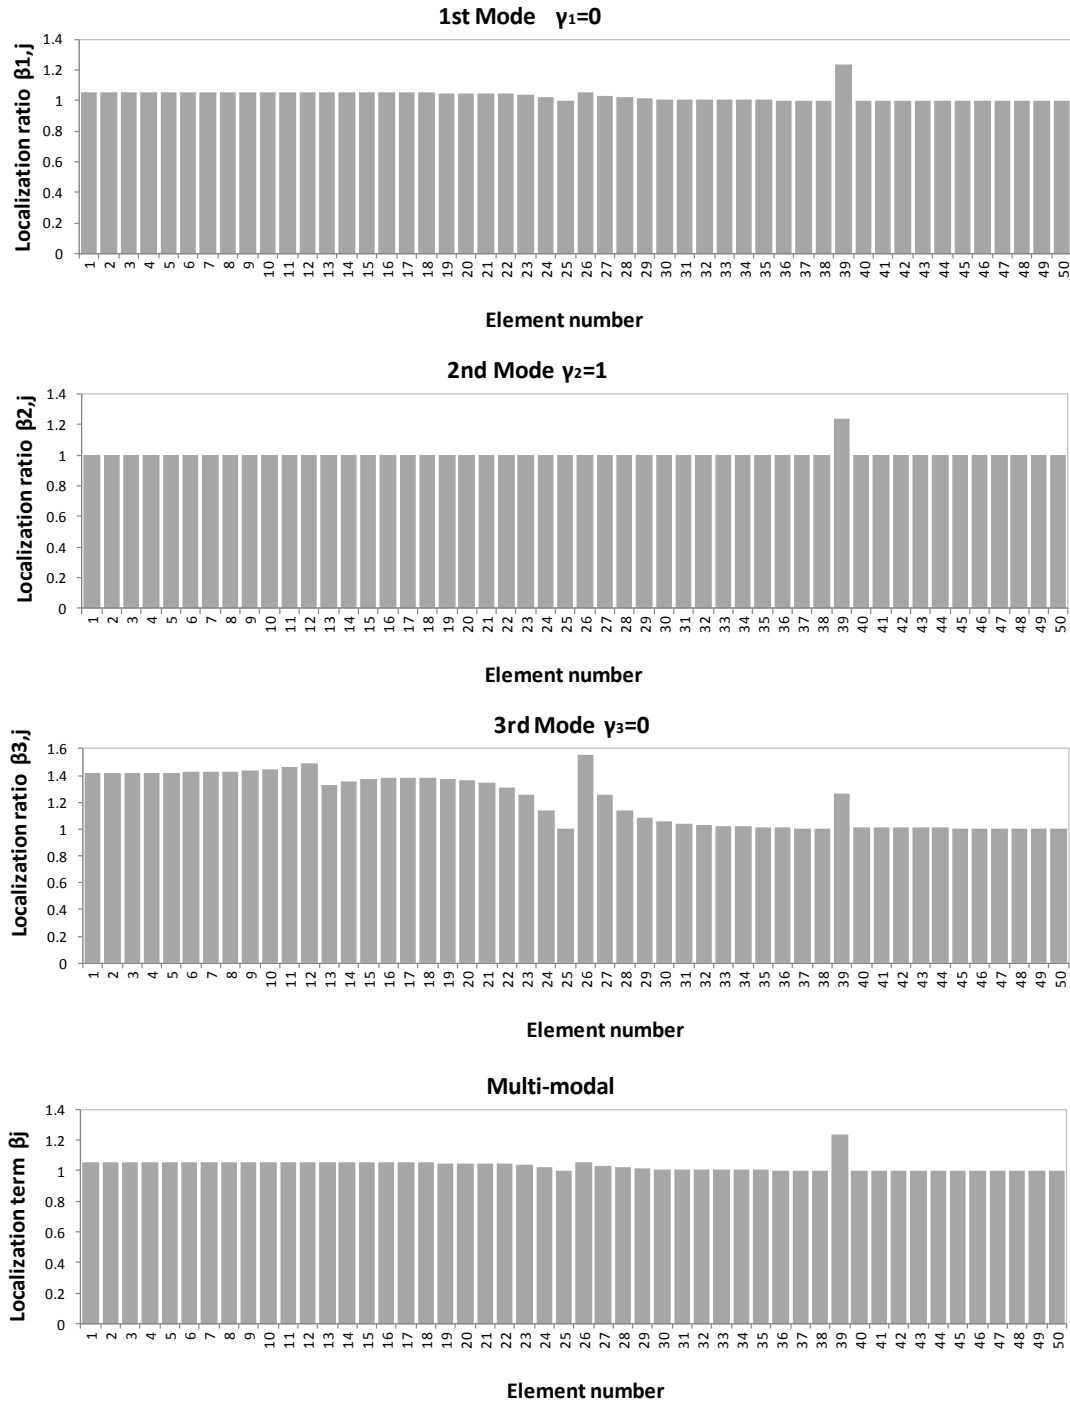 1st Mode γ1=0
Localization ratio β1,j
1.4
1.2
1
0.8
0.6
0.4
0.2
0
1 2 3 4 5 6 7 8 9 10 11 12 13 14 15 16 17 18 19 20 21 22 23 24 25 26 27 28 29 30 31 32 33 34 35 36 37 38 39 40 41 42 43 44 45 46 47 48 49 50
Element number
2nd Mode γ2=1
Localization ratio β2,j
1.4
1.2
1
0.8
0.6
0.4
0.2
0
1 2 3 4 5 6 7 8 9 10 11 12 13 14 15 16 17 18 19 20 21 22 23 24 25 26 27 28 29 30 31 32 33 34 35 36 37 38 39 40 41 42 43 44 45 46 47 48 49 50
Element number
3rd Mode γ3=0
Localization ratio β3,j
1.6
1.4
1.2
1
0.8
0.6
0.4
0.2
0
1 2 3 4 5 6 7 8 9 10 11 12 13 14 15 16 17 18 19 20 21 22 23 24 25 26 27 28 29 30 31 32 33 34 35 36 37 38 39 40 41 42 43 44 45 46 47 48 49 50
Element number
Multi-modal
Localization term βj
1.4
1.2
1
0.8
0.6
0.4
0.2
0
1 2 3 4 5 6 7 8 9 10 11 12 13 14 15 16 17 18 19 20 21 22 23 24 25 26 27 28 29 30 31 32 33 34 35 36 37 38 39 40 41 42 43 44 45 46 47 48 49 50
Element number